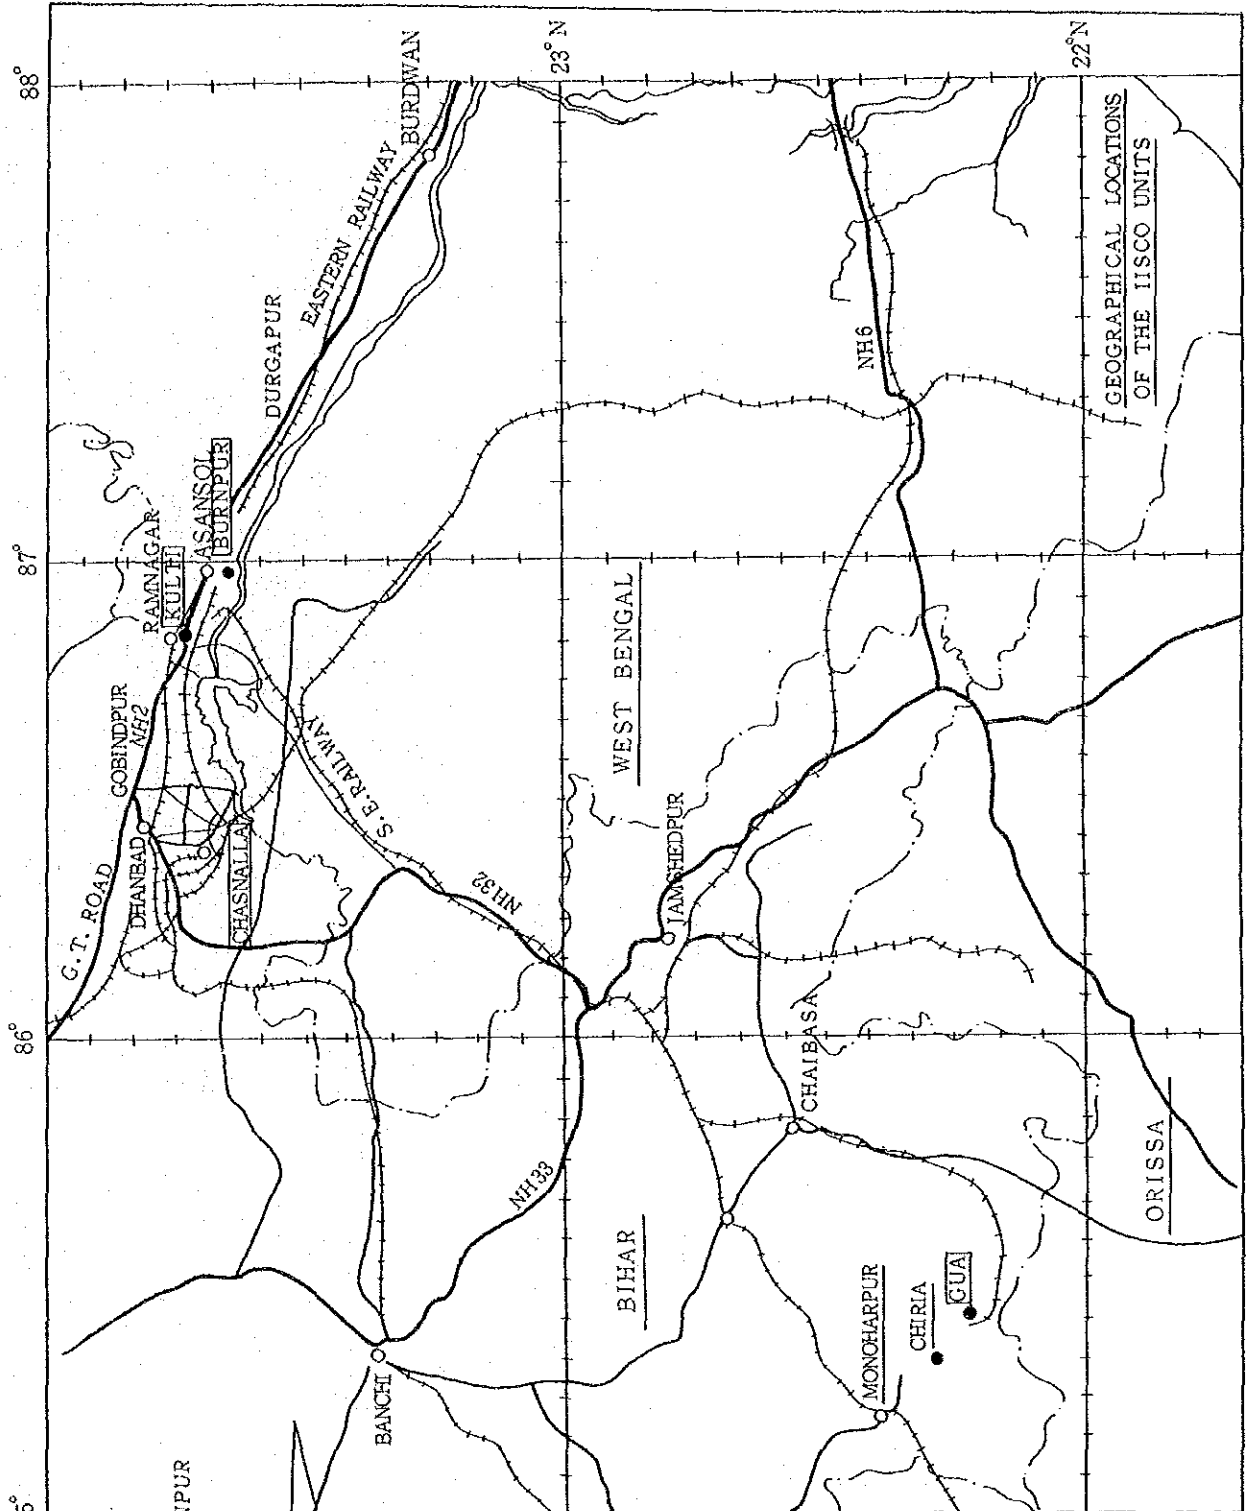 GEOGRAPHICAL LOCATIONS
OF THE IISCO UNITS
88°
87°
86°
23°N
22°N
BURDWAN
EASTERN RAILWAY
DURGAPUR
ASANSOL
BURNPUR
RAMNAGAR
KULTI
GOBINDPUR
NH2
G.T. ROAD
DHANBAD
CHASNALLA
S.E.RAILWAY
NH32
NH6
WEST BENGAL
JAMSHEDPUR
CHAIBASA
NH33
BIHAR
ORISSA
BANCHI
MONOHARPUR
CHIRIA
GUA